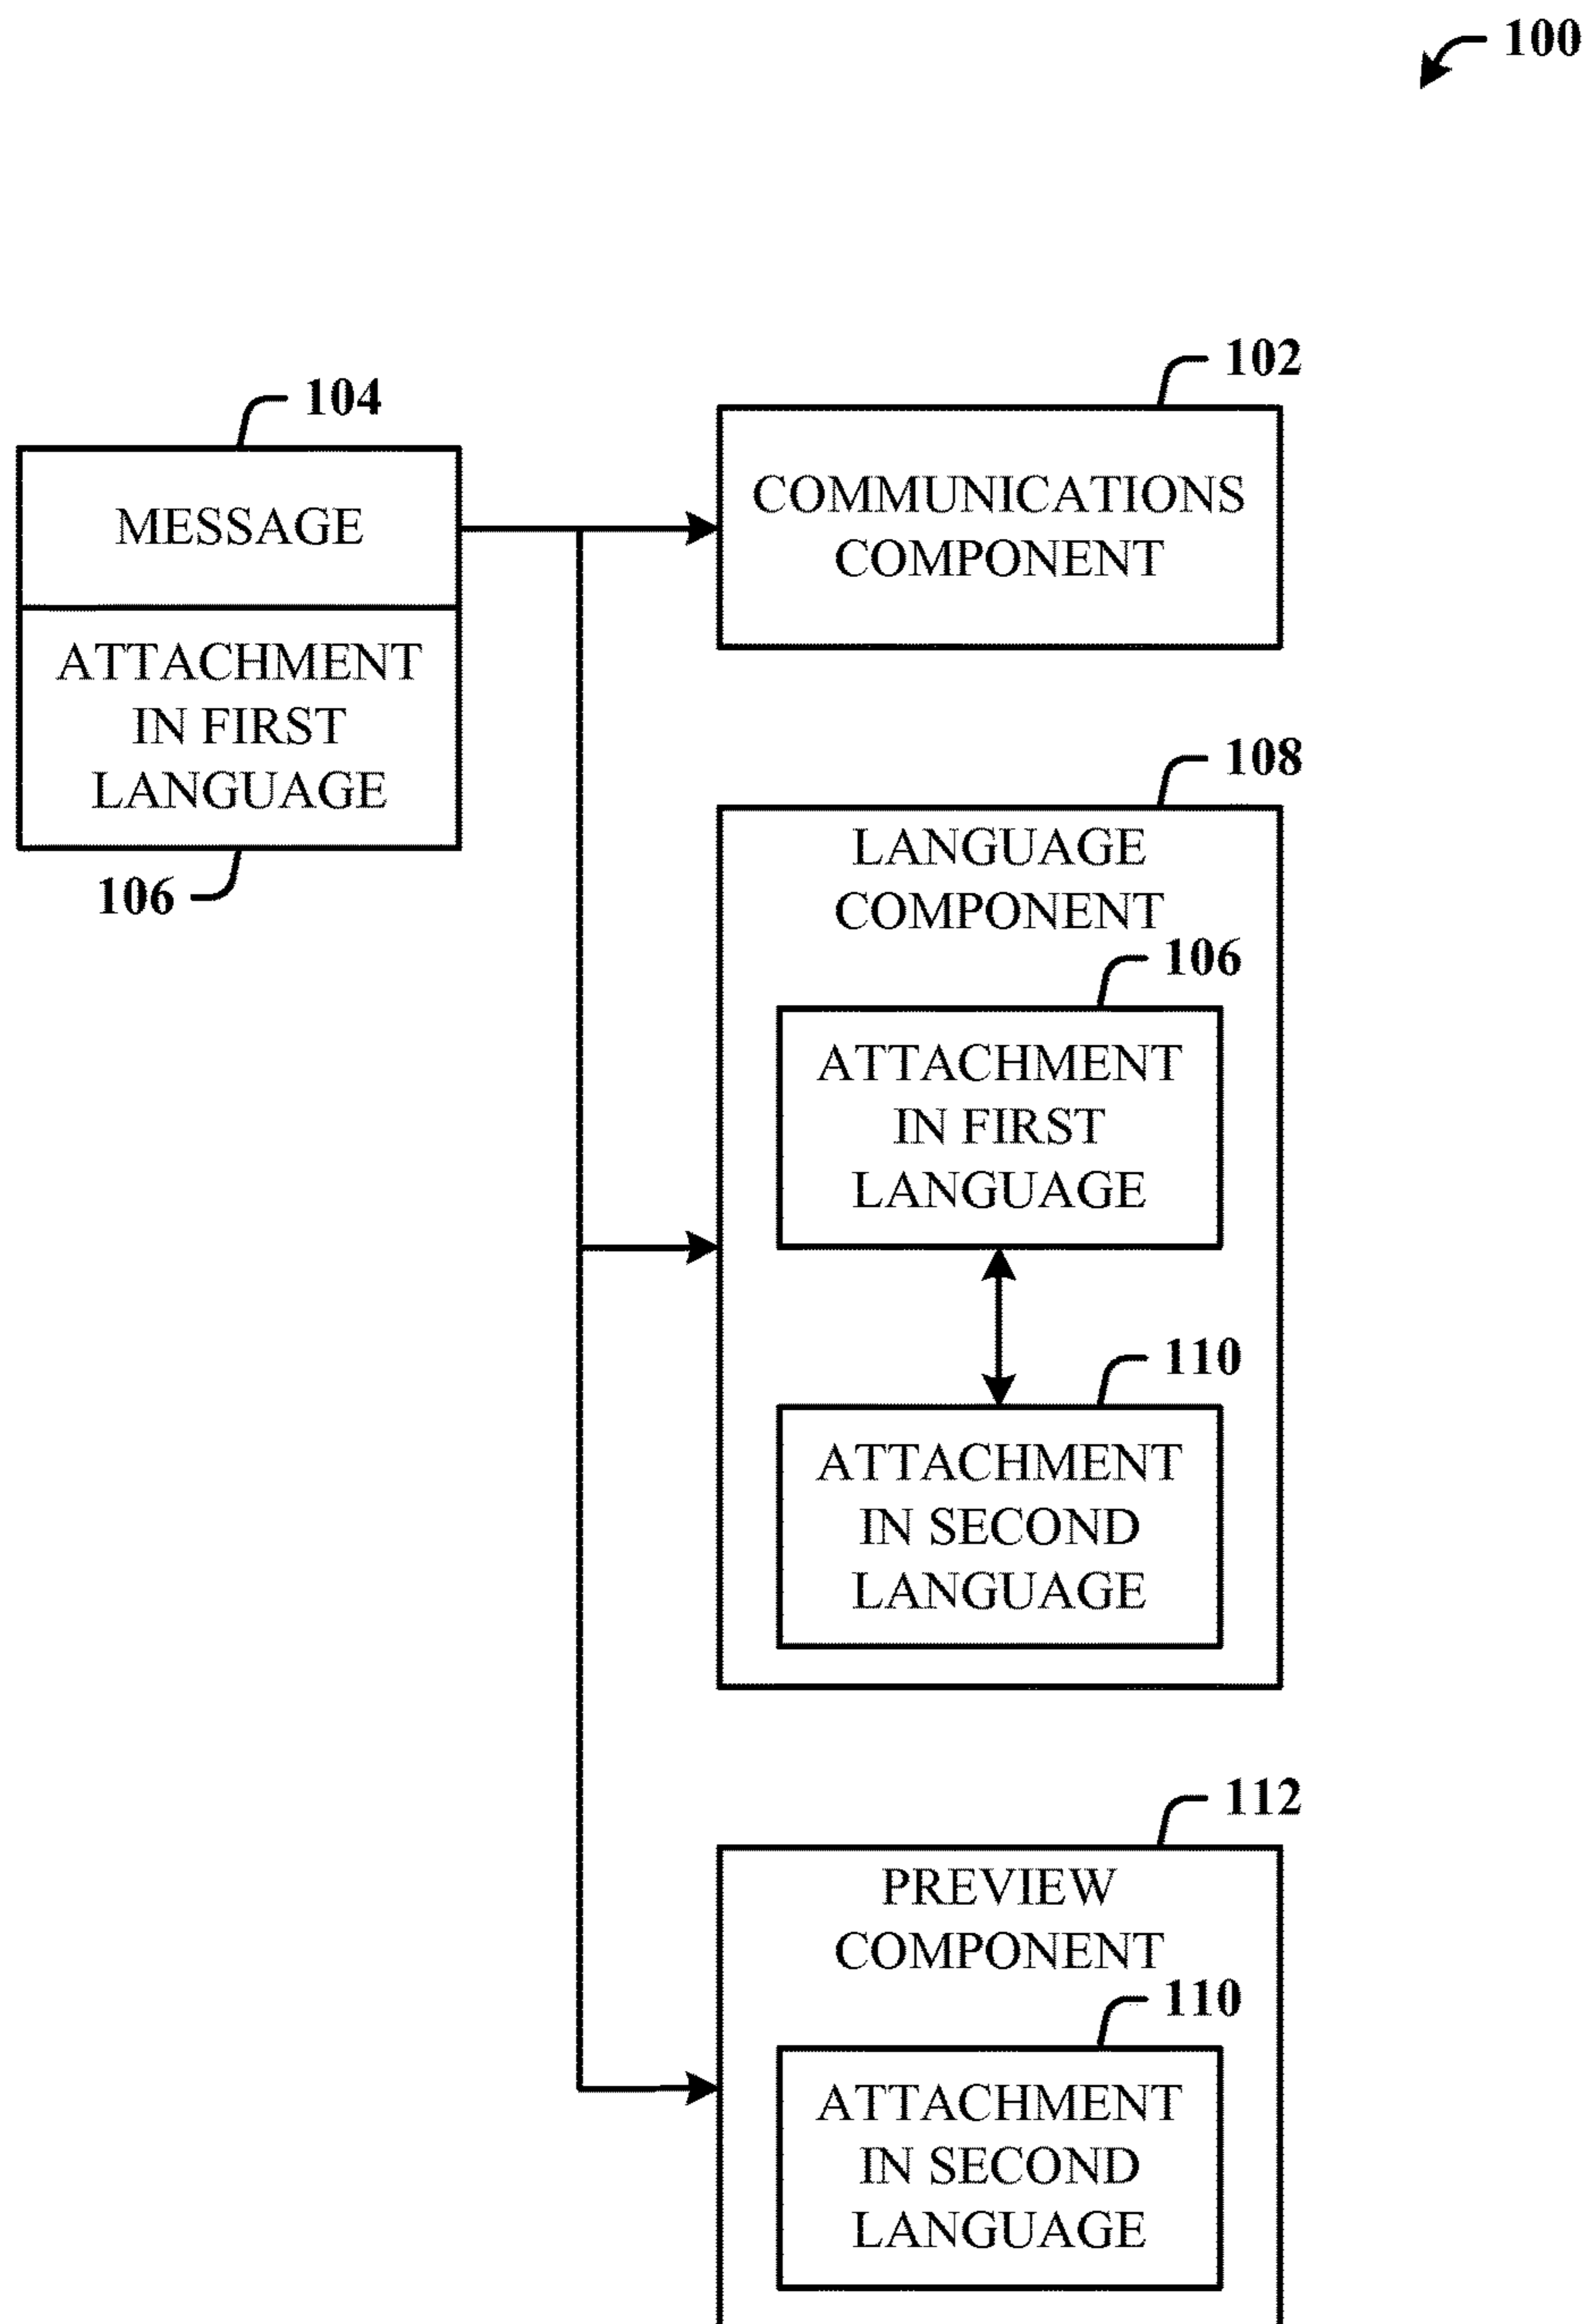 100
102
104
COMMUNICATIONS
COMPONENT
MESSAGE
ATTACHMENT
IN FIRST
LANGUAGE
106
108
LANGUAGE
COMPONENT
106
ATTACHMENT
IN FIRST
LANGUAGE
110
ATTACHMENT
IN SECOND
LANGUAGE
112
PREVIEW
COMPONENT
110
ATTACHMENT
IN SECOND
LANGUAGE